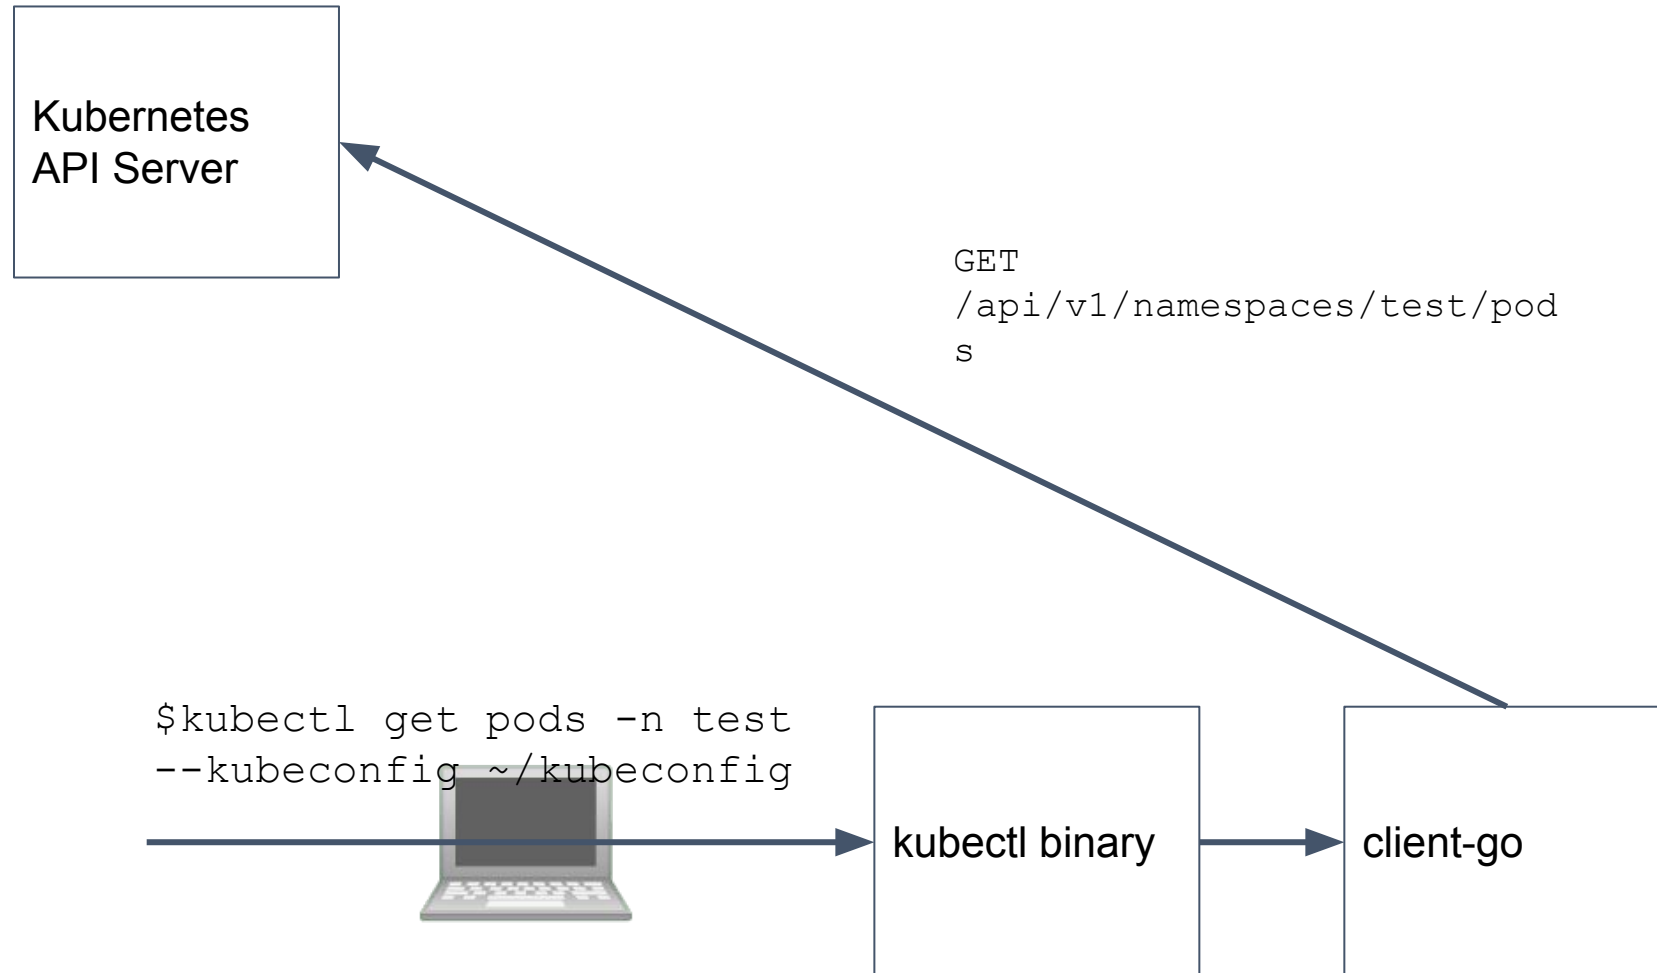 Kubernetes
API Server
GET
/api/v1/namespaces/test/pod
s
$kubectl get pods -n test
--kubeconfig ~/kubeconfig
kubectl binary
client-go